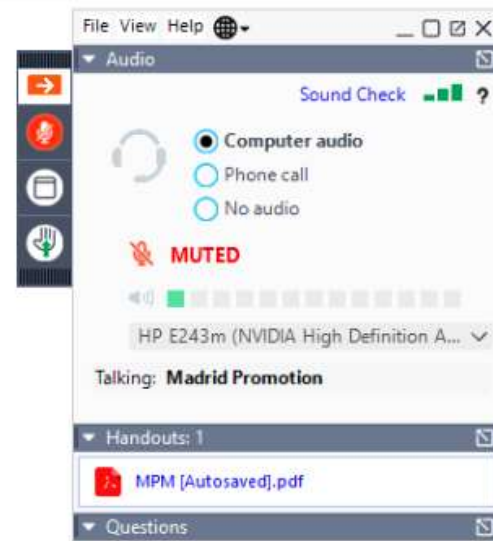 File View Help
Audio
Sound Check ?
Computer audio
Phone call
No audio
MUTED
HP E243m (NVIDIA High Definition A...
Talking: Madrid Promotion
Handouts: 1
MPM [Autosaved].pdf
Questions